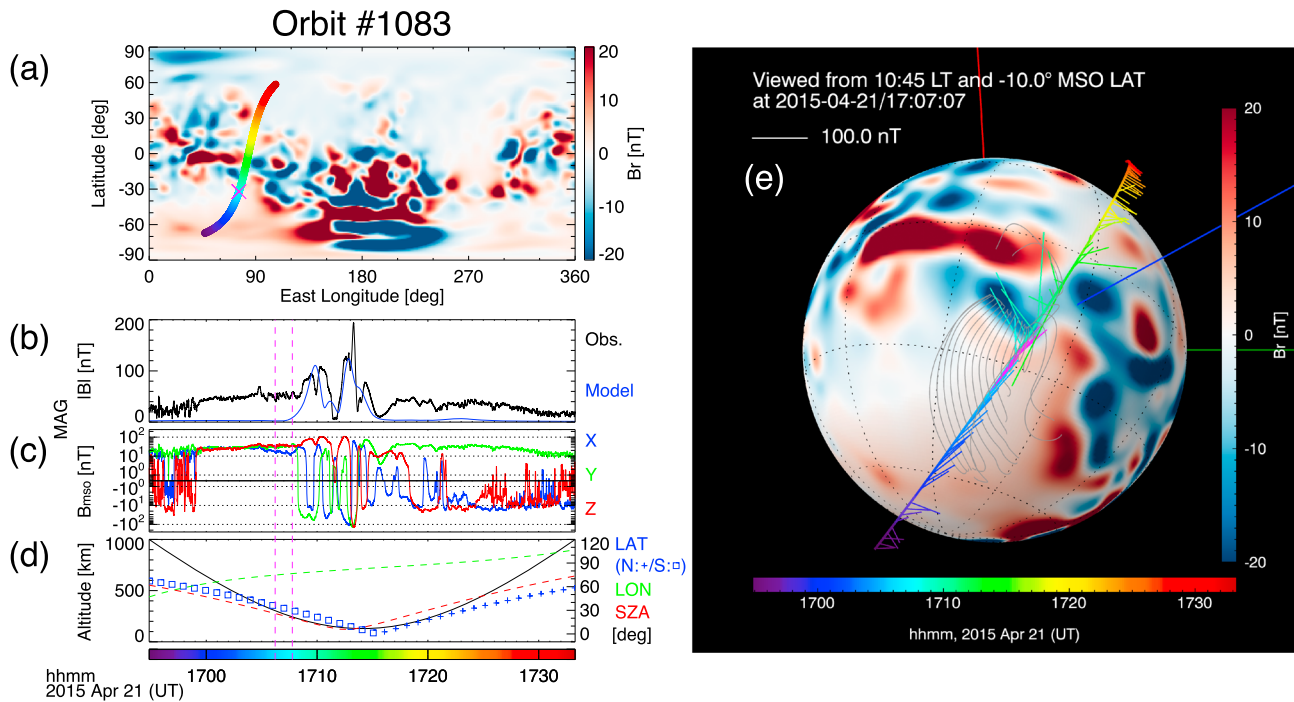 Orbit #1083
(a)
90
60
30
0
-30
-60
-90
Latitude [deg]
0 90 180 270 360
East Longitude [deg]
20
10
0
-10
-20
Br [nT]
(b)
200
100
0
|B| [nT]
MAG
Obs.
Model
(c)
10²
10¹
10⁰
-10⁰
-10¹
-10²
Bmso [nT]
X
Y
Z
(d)
1000
500
0
Altitude [km]
120
90
60
30
0
[deg]
LAT
(N:+/S:□)
LON
SZA
1700 1710 1720 1730
hhmm
2015 Apr 21 (UT)
Viewed from 10:45 LT and -10.0° MSO LAT
at 2015-04-21/17:07:07
100.0 nT
(e)
20
10
0
-10
-20
Br [nT]
1700 1710 1720 1730
hhmm, 2015 Apr 21 (UT)